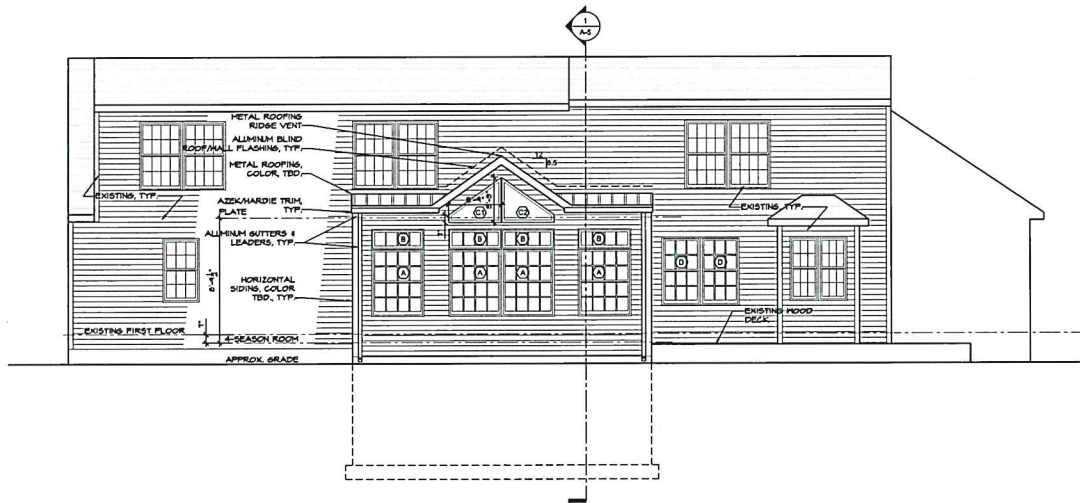 1
A-5
METAL ROOFING
RIDGE VENT
ALUMINUM BLIND
ROOF/WALL FLASHING, TYP.
METAL ROOFING,
COLOR, TBD.
12
8.5
EXISTING, TYP.
AZEK/HARDIE TRIM,
TYP.
PLATE
C1
C2
EXISTING, TYP.
ALUMINUM GUTTERS &
LEADERS, TYP.
B
B
B
B
A
A
A
A
D
D
HORIZONTAL
SIDING, COLOR
TBD., TYP.
EXISTING WOOD
DECK
EXISTING FIRST FLOOR
4-SEASON ROOM
APPROX. GRADE